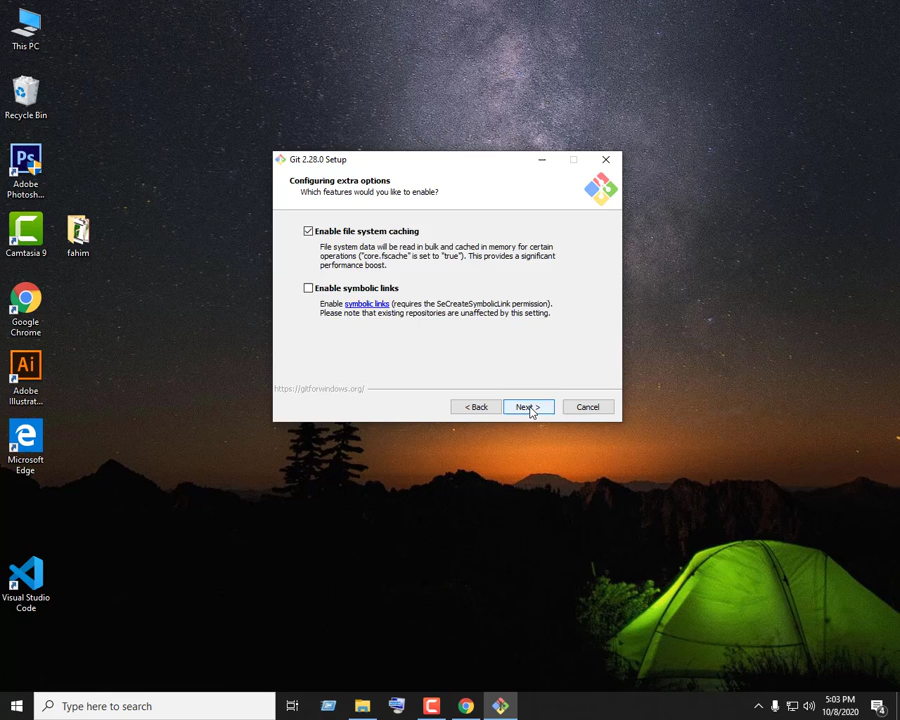 This PC
Recycle Bin
Ps
Adobe
Photosh...
Camtasia 9
fahim
Google
Chrome
Ai
Adobe
Illustrat...
Microsoft
Edge
Visual Studio
Code
Git 2.28.0 Setup
Configuring extra options
Which features would you like to enable?
Enable file system caching
File system data will be read in bulk and cached in memory for certain
operations ("core.fscache" is set to "true"). This provides a significant
performance boost.
Enable symbolic links
Enable symbolic links (requires the SeCreateSymbolicLink permission).
Please note that existing repositories are unaffected by this setting.
https://gitforwindows.org/
< Back
Next >
Cancel
Type here to search
5:03 PM
10/8/2020
4